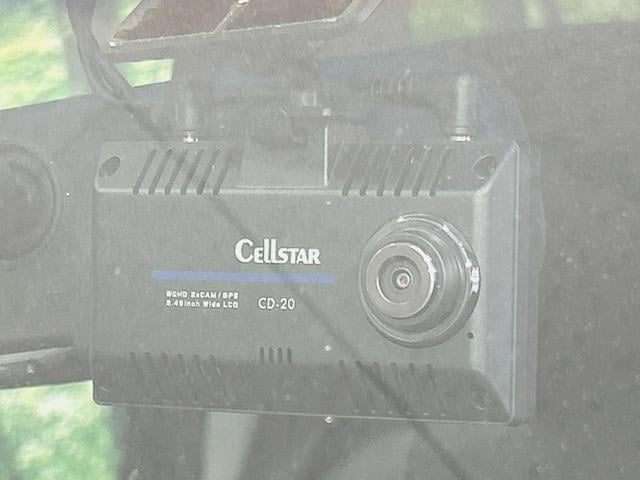 CELLSTAR
WQHD 2xCAM/GPS
2.45inch Wide LCD
CD-20